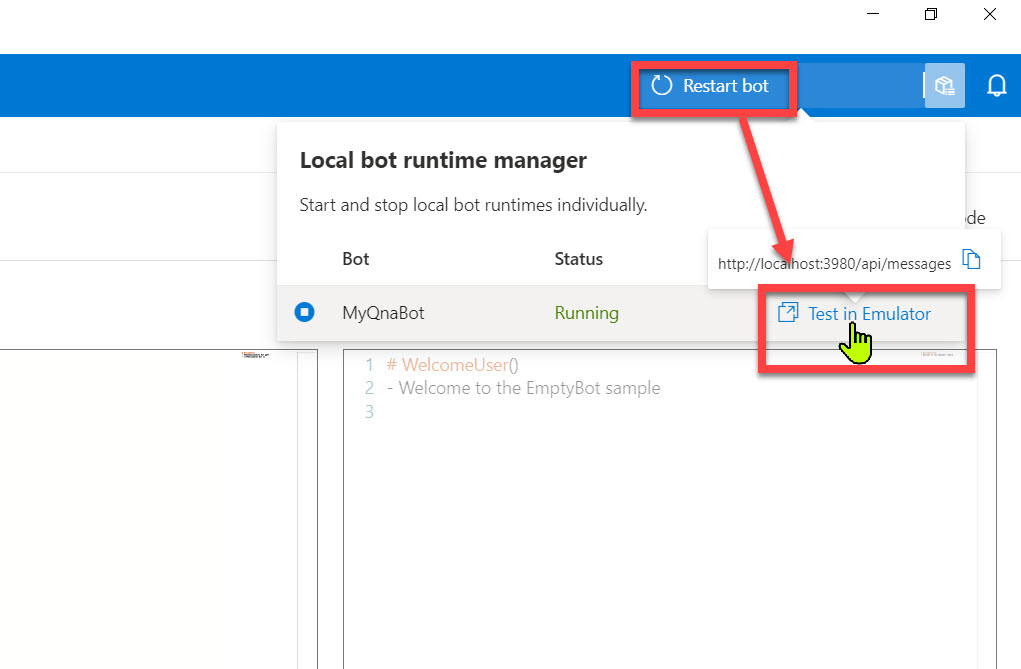 Restart bot
Local bot runtime manager
Start and stop local bot runtimes individually.
Bot Status
http://localhost:3980/api/messages
MyQnaBot Running Test in Emulator
1 # WelcomeUser()
2 - Welcome to the EmptyBot sample
3